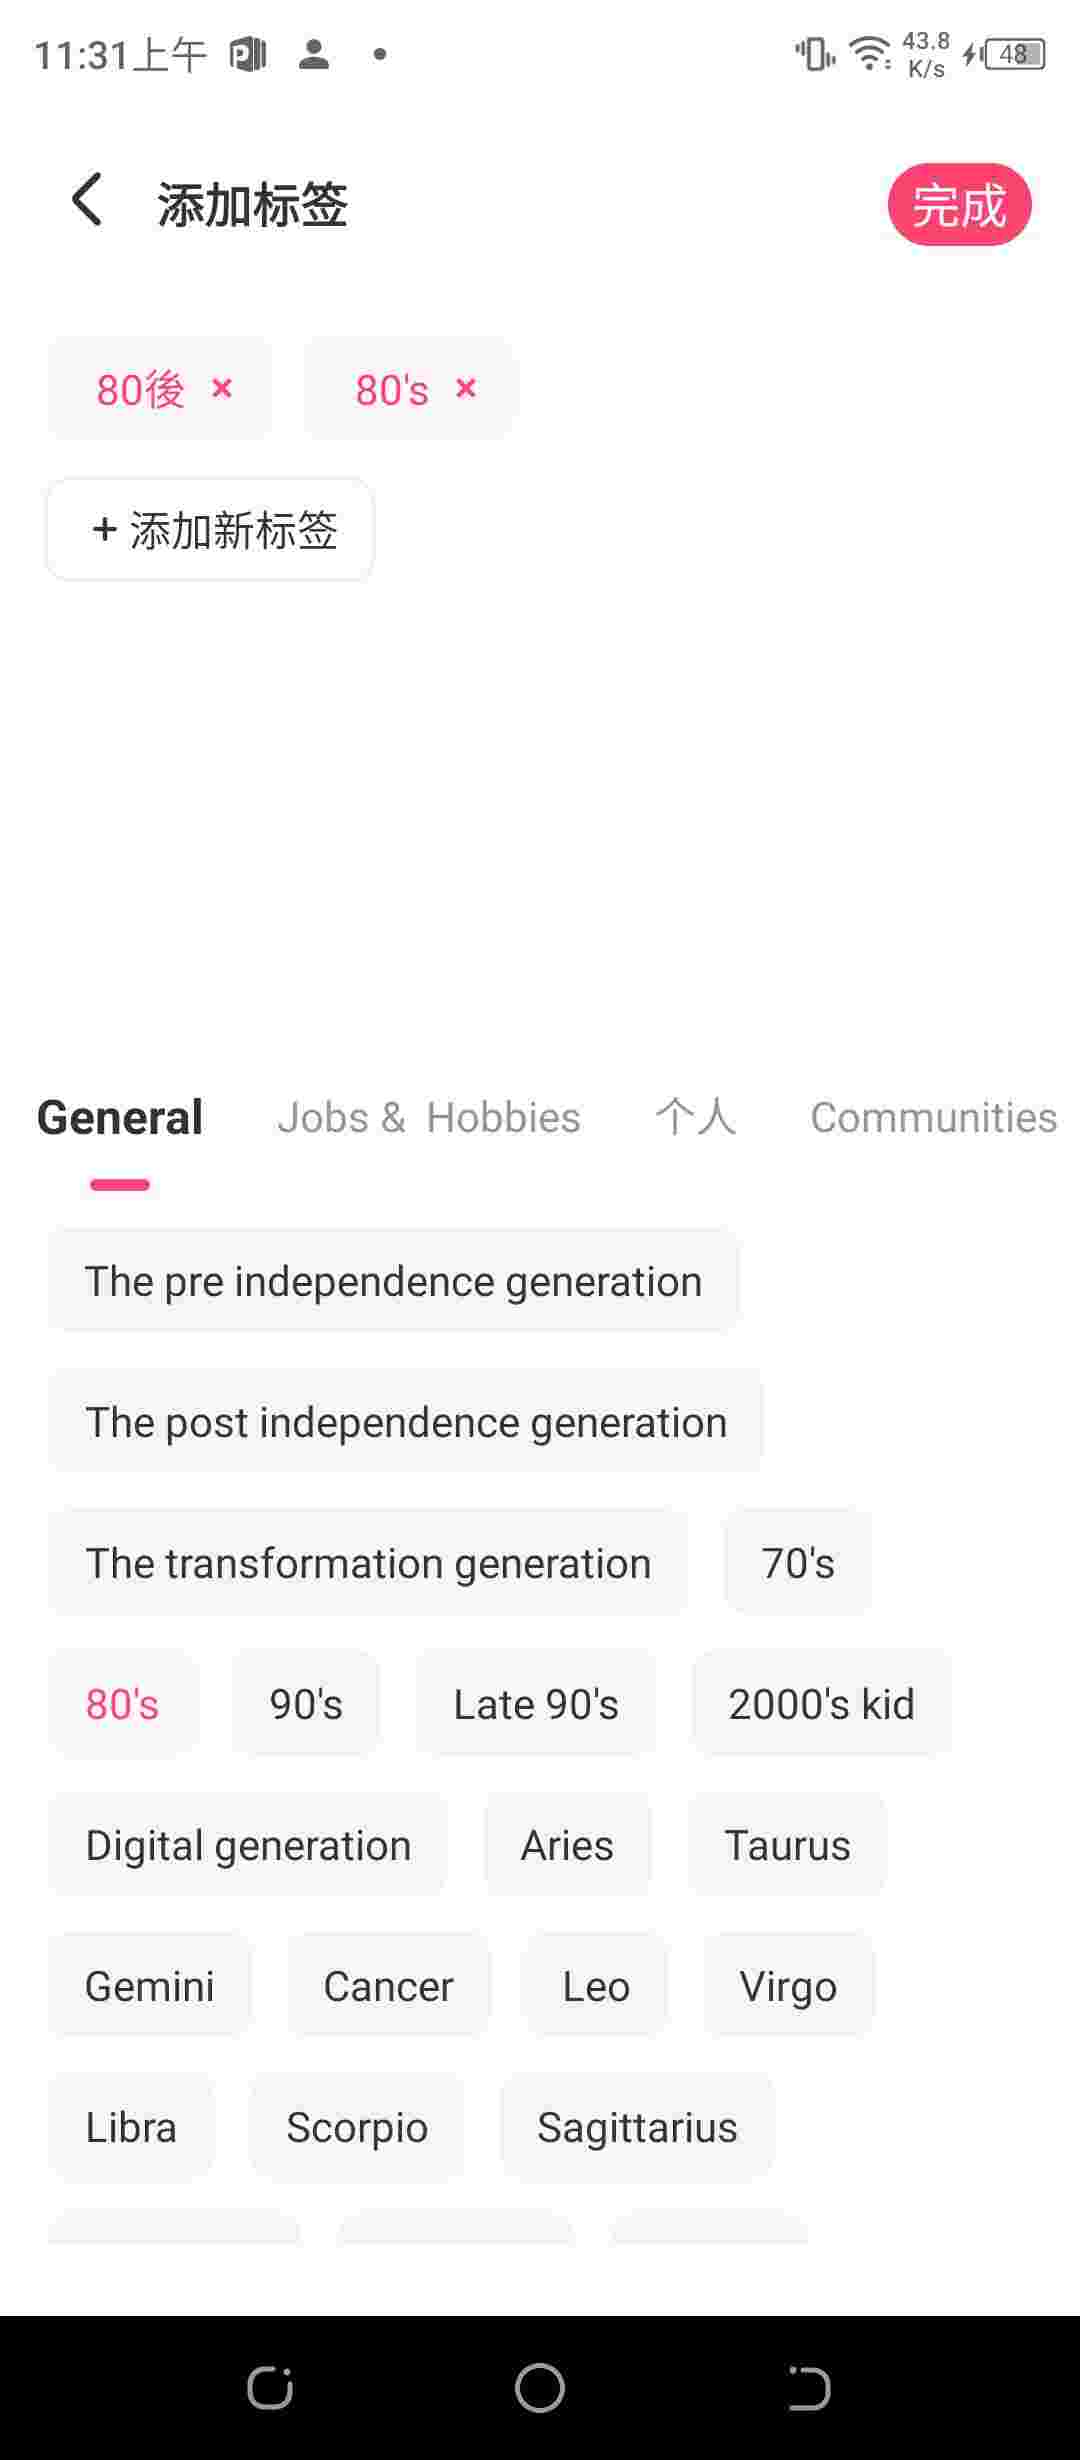 11:31上午
43.8
K/s
48
添加标签
完成
80後 ×
80's ×
+ 添加新标签
General
Jobs & Hobbies
个人
Communities
The pre independence generation
The post independence generation
The transformation generation
70's
80's
90's
Late 90's
2000's kid
Digital generation
Aries
Taurus
Gemini
Cancer
Leo
Virgo
Libra
Scorpio
Sagittarius